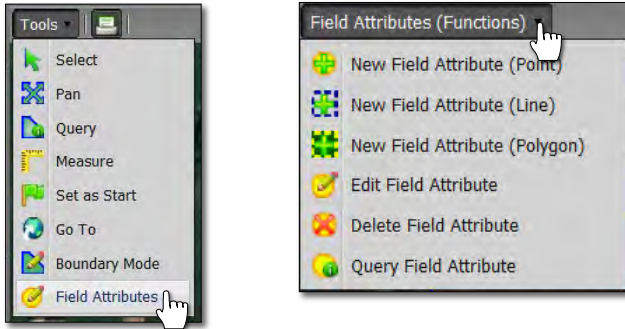 Tools
Select
Pan
Query
Measure
Set as Start
Go To
Boundary Mode
Field Attributes
Field Attributes (Functions)
New Field Attribute (Point)
New Field Attribute (Line)
New Field Attribute (Polygon)
Edit Field Attribute
Delete Field Attribute
Query Field Attribute